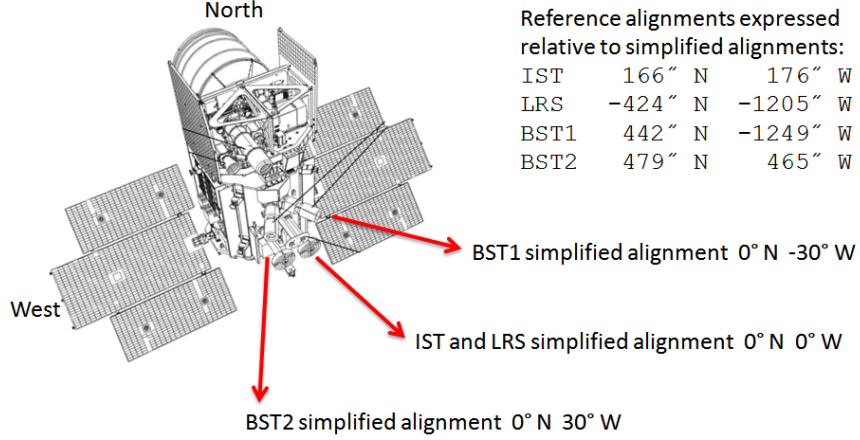 North
Reference alignments expressed
relative to simplified alignments:
IST 166″ N 176″ W
LRS -424″ N -1205″ W
BST1 442″ N -1249″ W
BST2 479″ N 465″ W
BST1 simplified alignment 0° N -30° W
West
IST and LRS simplified alignment 0° N 0° W
BST2 simplified alignment 0° N 30° W